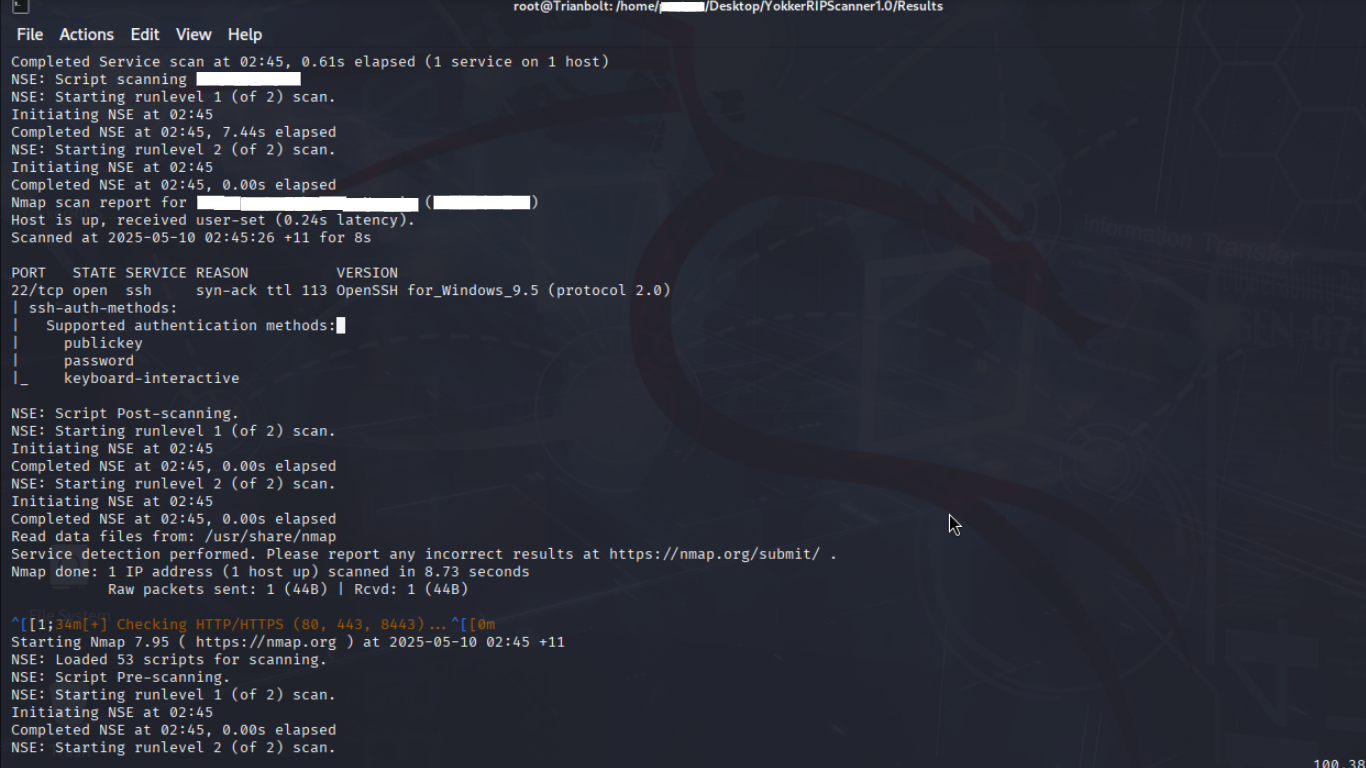 root@Trianbolt: /home/p /Desktop/YokkerRIPScanner1.0/Results
File Actions Edit View Help
Completed Service scan at 02:45, 0.61s elapsed (1 service on 1 host)
NSE: Script scanning
NSE: Starting runlevel 1 (of 2) scan.
Initiating NSE at 02:45
Completed NSE at 02:45, 7.44s elapsed
NSE: Starting runlevel 2 (of 2) scan.
Initiating NSE at 02:45
Completed NSE at 02:45, 0.00s elapsed
Nmap scan report for ( )
Host is up, received user-set (0.24s latency).
Scanned at 2025-05-10 02:45:26 +11 for 8s
PORT STATE SERVICE REASON VERSION
22/tcp open ssh syn-ack ttl 113 OpenSSH for_Windows_9.5 (protocol 2.0)
| ssh-auth-methods:
| Supported authentication methods:
| publickey
| password
|_ keyboard-interactive
NSE: Script Post-scanning.
NSE: Starting runlevel 1 (of 2) scan.
Initiating NSE at 02:45
Completed NSE at 02:45, 0.00s elapsed
NSE: Starting runlevel 2 (of 2) scan.
Initiating NSE at 02:45
Completed NSE at 02:45, 0.00s elapsed
Read data files from: /usr/share/nmap
Service detection performed. Please report any incorrect results at https://nmap.org/submit/ .
Nmap done: 1 IP address (1 host up) scanned in 8.73 seconds
Raw packets sent: 1 (44B) | Rcvd: 1 (44B)
^[[1;34m[+] Checking HTTP/HTTPS (80, 443, 8443)...^[[0m
Starting Nmap 7.95 ( https://nmap.org ) at 2025-05-10 02:45 +11
NSE: Loaded 53 scripts for scanning.
NSE: Script Pre-scanning.
NSE: Starting runlevel 1 (of 2) scan.
Initiating NSE at 02:45
Completed NSE at 02:45, 0.00s elapsed
NSE: Starting runlevel 2 (of 2) scan.
Information Transfer
File System